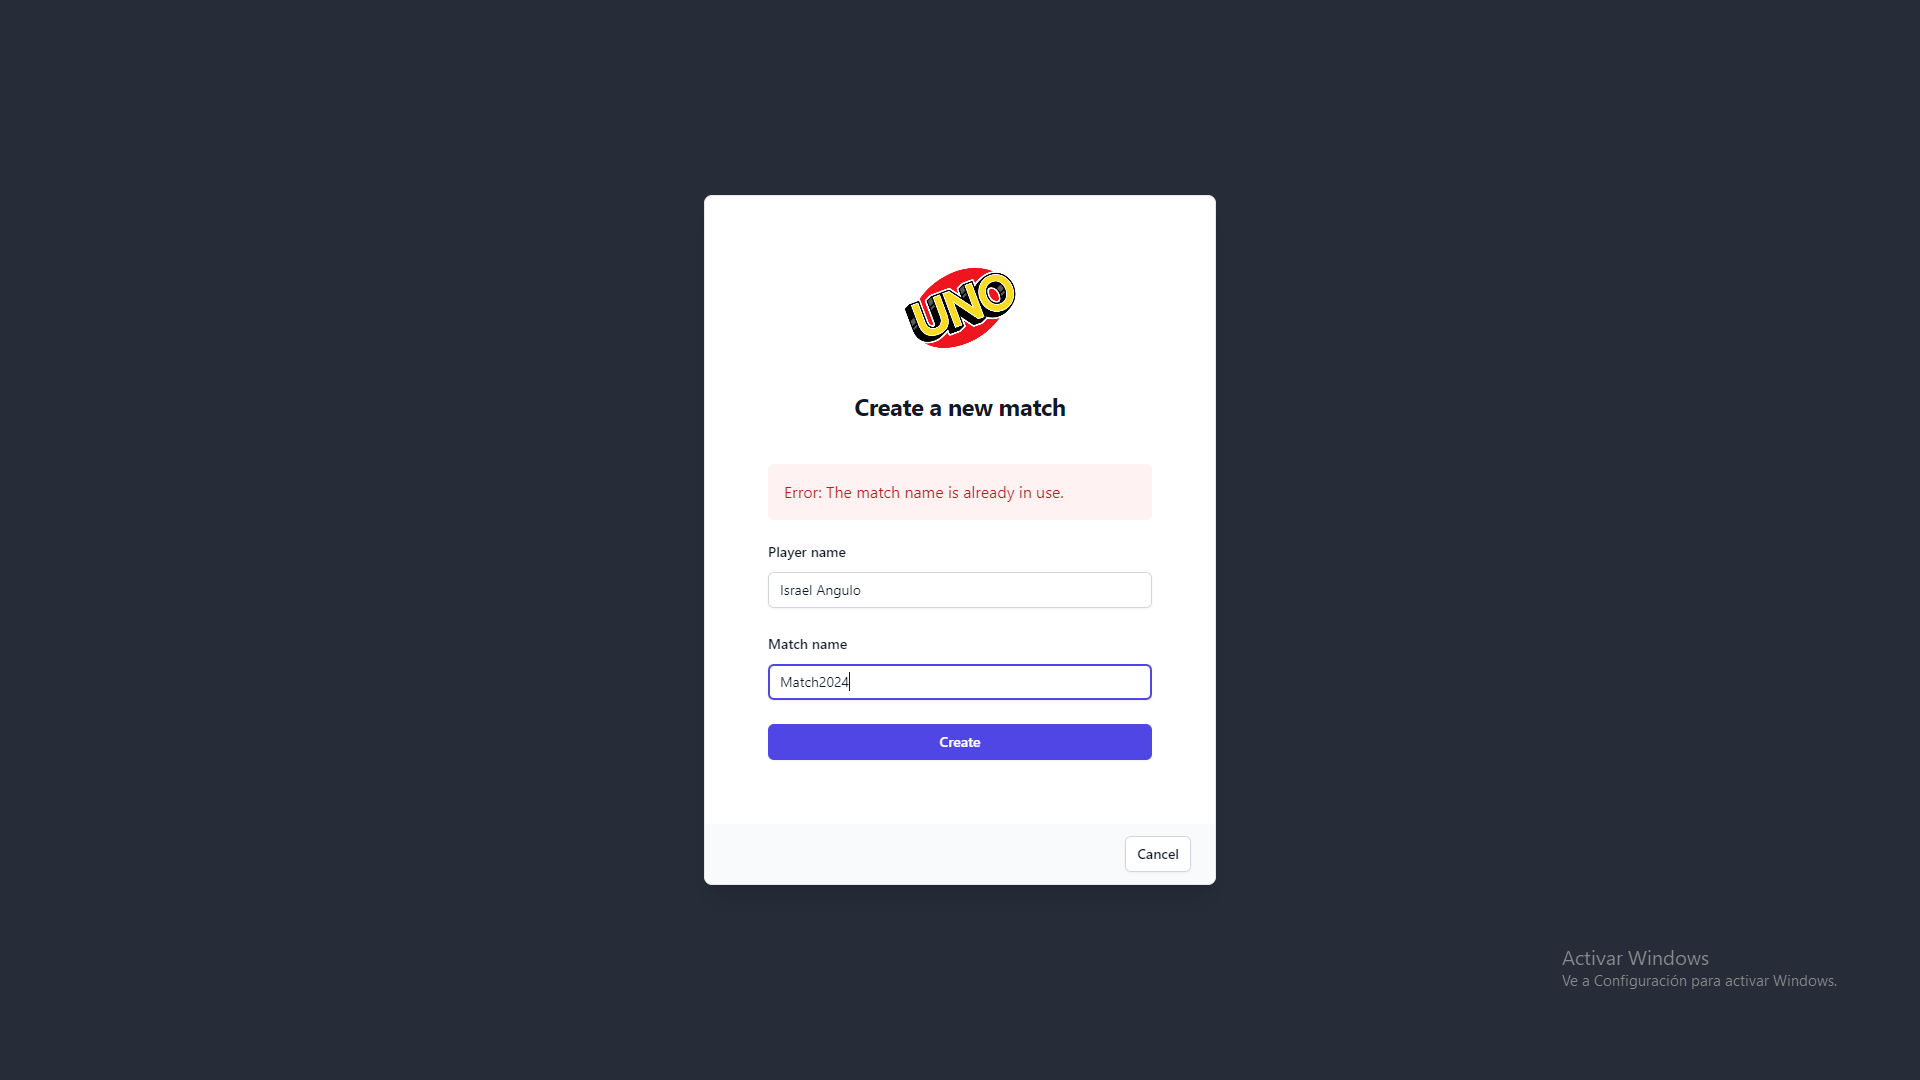 UNO
Create a new match
Error: The match name is already in use.
Player name
Israel Angulo
Match name
Match2024
Create
Cancel
Activar Windows
Ve a Configuración para activar Windows.